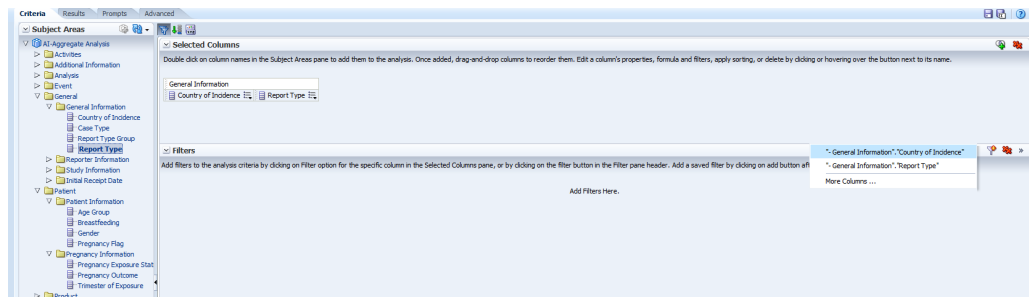 Criteria
Results
Prompts
Advanced
Subject Areas
AI-Aggregate Analysis
Activities
Additional Information
Analysis
Event
General
General Information
Country of Incidence
Case Type
Report Type Group
Report Type
Reporter Information
Study Information
Initial Receipt Date
Patient
Patient Information
Age Group
Breastfeeding
Gender
Pregnancy Flag
Pregnancy Information
Pregnancy Exposure Stat
Pregnancy Outcome
Trimester of Exposure
Product
Selected Columns
Double click on column names in the Subject Areas pane to add them to the analysis. Once added, drag-and-drop columns to reorder them. Edit a column's properties, formula and filters, apply sorting, or delete by clicking or hovering over the button next to its name.
General Information
Country of Incidence
Report Type
Filters
Add filters to the analysis criteria by clicking on Filter option for the specific column in the Selected Columns pane, or by clicking on the filter button in the Filter pane header. Add a saved filter by clicking on add button af
"- General Information"."Country of Incidence"
"- General Information"."Report Type"
More Columns ...
Add Filters Here.